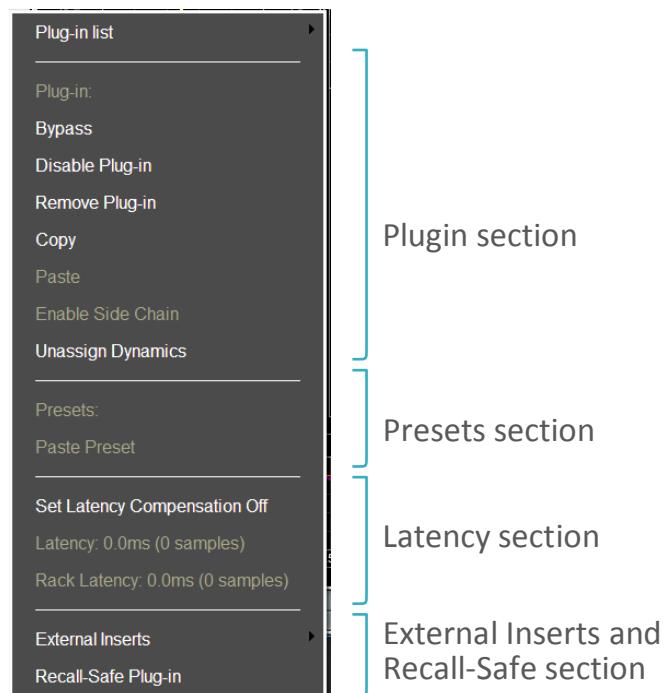 Plug-in list
Plug-in:
Bypass
Disable Plug-in
Remove Plug-in
Copy
Paste
Enable Side Chain
Unassign Dynamics
Plugin section
Presets:
Paste Preset
Presets section
Set Latency Compensation Off
Latency: 0.0ms (0 samples)
Rack Latency: 0.0ms (0 samples)
Latency section
External Inserts
Recall-Safe Plug-in
External Inserts and
Recall-Safe section